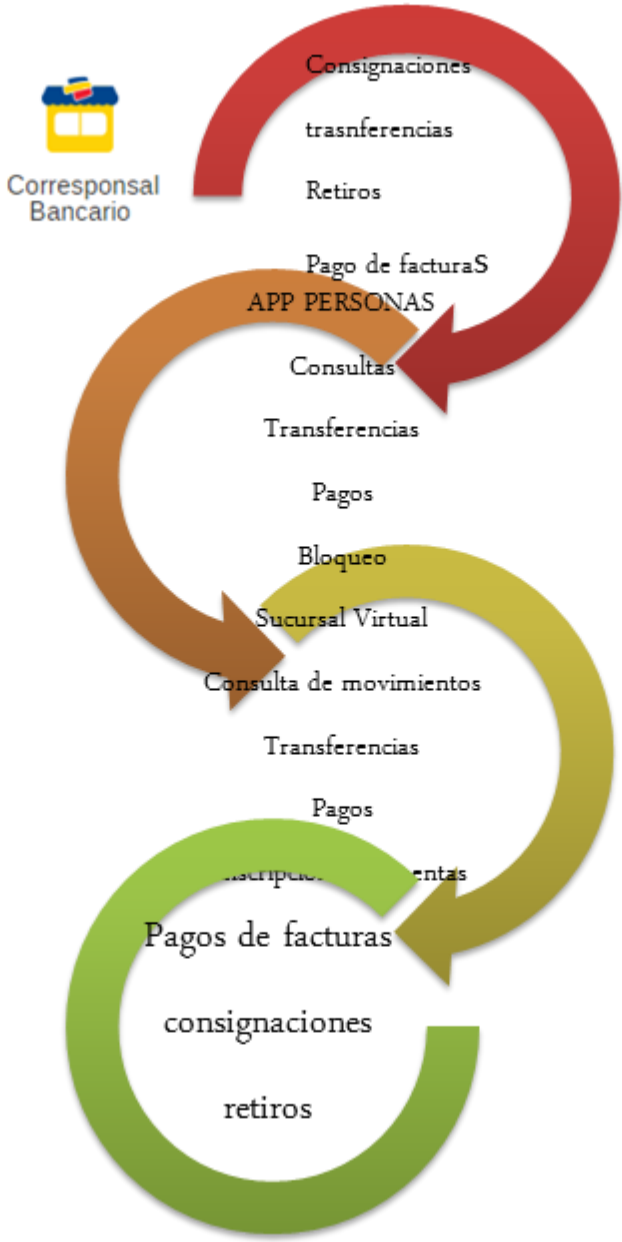 Corresponsal
Bancario
Consignaciones
trasnferencias
Retiros
Pago de facturaS
APP PERSONAS
Consultas
Transferencias
Pagos
Bloqueo
Sucursal Virtual
Consulta de movimientos
Transferencias
Pagos
Pagos de facturas
consignaciones
retiros